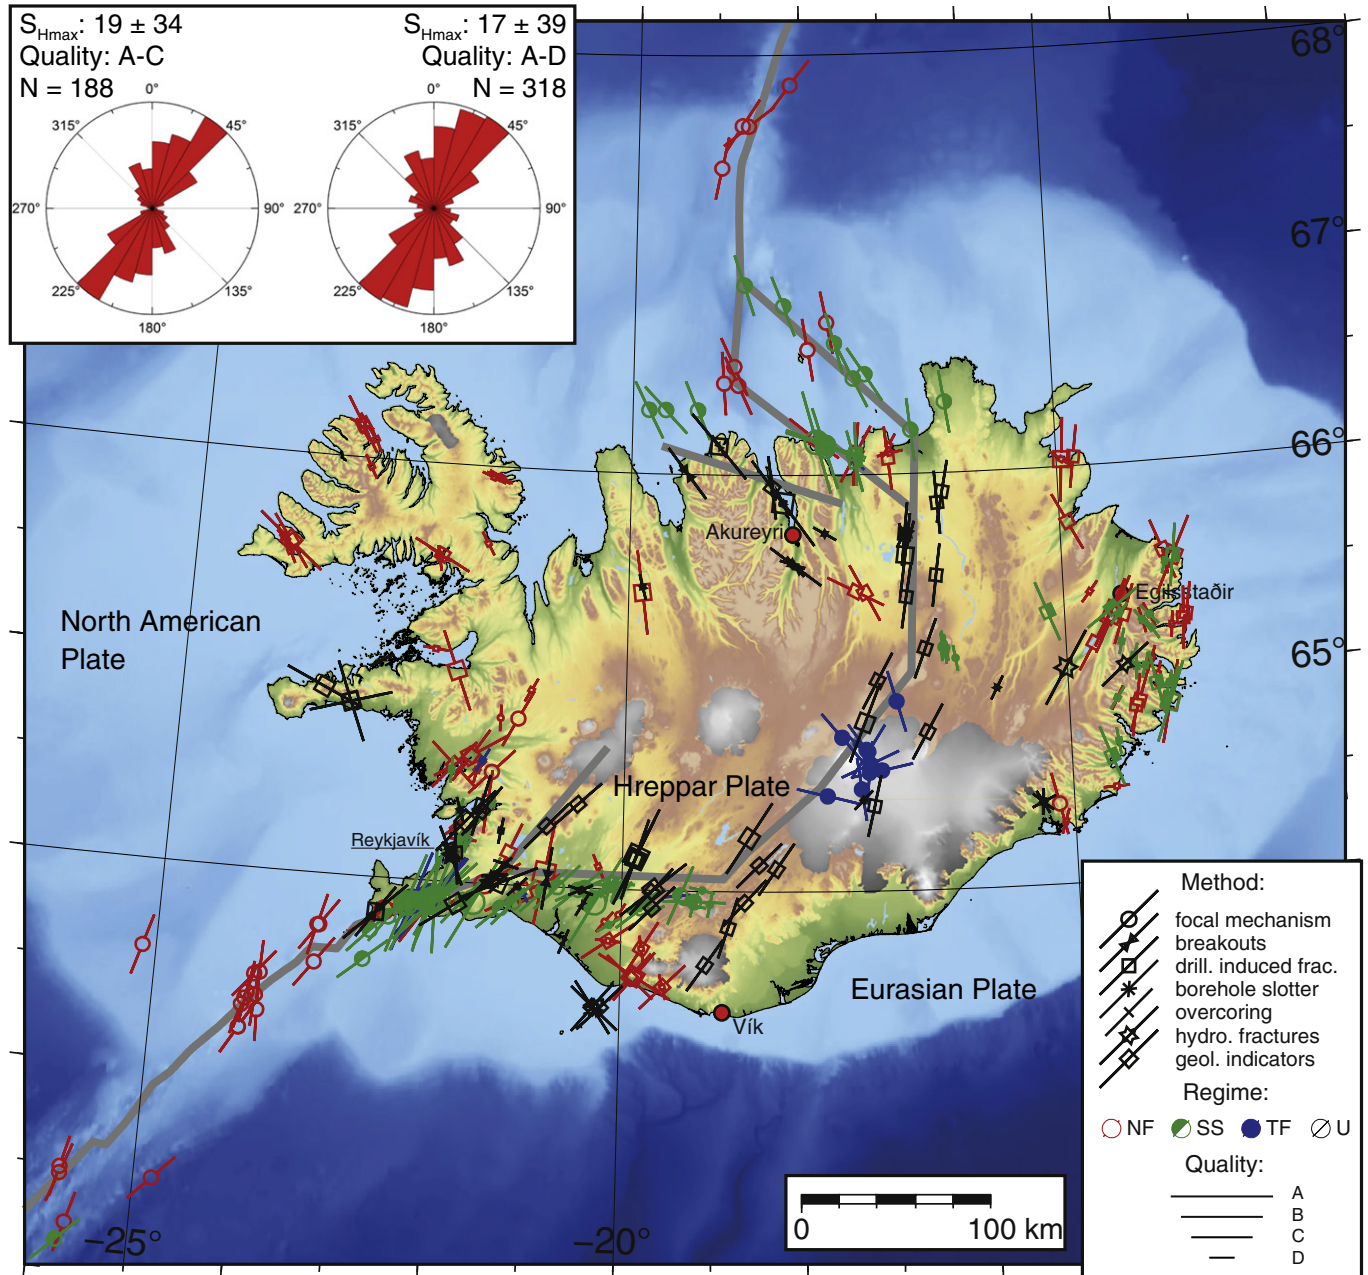 S_Hmax: 19 ± 34
Quality: A-C
N = 188
S_Hmax: 17 ± 39
Quality: A-D
N = 318
0°
45°
90°
135°
180°
225°
270°
315°
0°
45°
90°
135°
180°
225°
270°
315°
68°
67°
66°
65°
−25°
−20°
North American
Plate
Akureyri
Egilsstaðir
Hreppar Plate
Reykjavík
Eurasian Plate
Vík
0
100 km
Method:
focal mechanism
breakouts
drill. induced frac.
borehole slotter
overcoring
hydro. fractures
geol. indicators
Regime:
NF SS TF U
Quality:
A
B
C
D